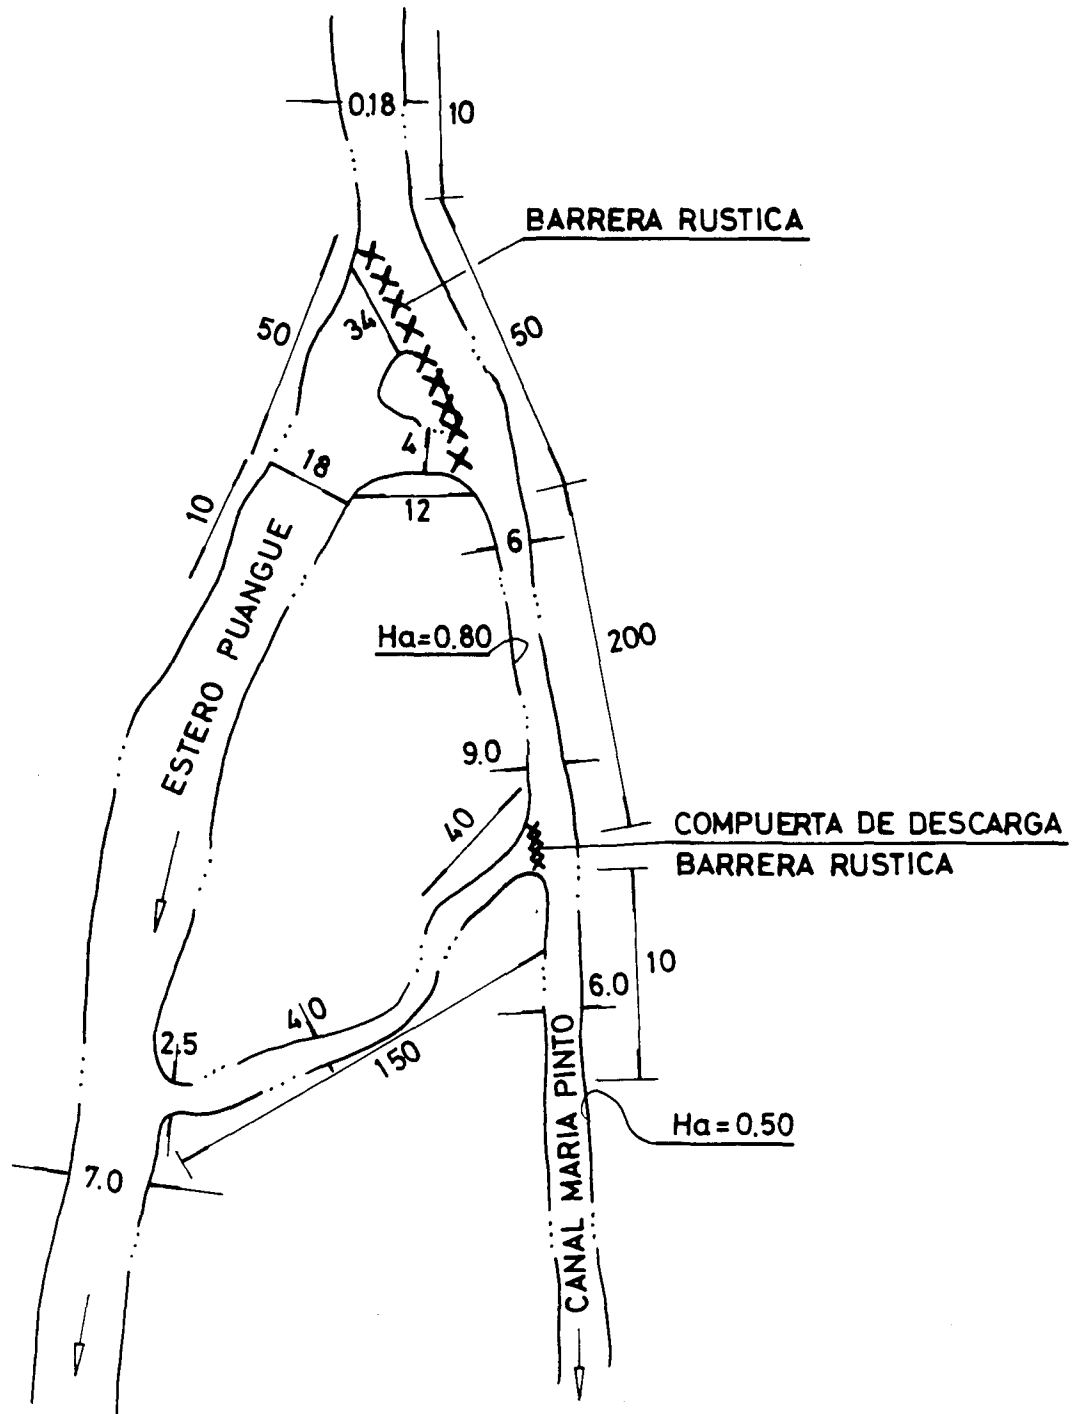 0.18
10
BARRERA RUSTICA
50
34
50
4
18
12
10
6
ESTERO PUANGUE
Ha=0.80
200
9.0
40
COMPUERTA DE DESCARGA
BARRERA RUSTICA
10
6.0
4/0
2.5
150
CANAL MARIA PINTO
Ha=0.50
7.0